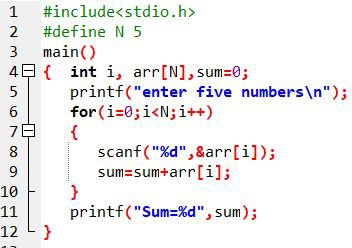 1 #include<stdio.h>
2 #define N 5
3 main()
4 { int i, arr[N],sum=0;
5 printf("enter five numbers\n");
6 for(i=0;i<N;i++)
7 {
8 scanf("%d",&arr[i]);
9 sum=sum+arr[i];
10 }
11 printf("Sum=%d",sum);
12 }